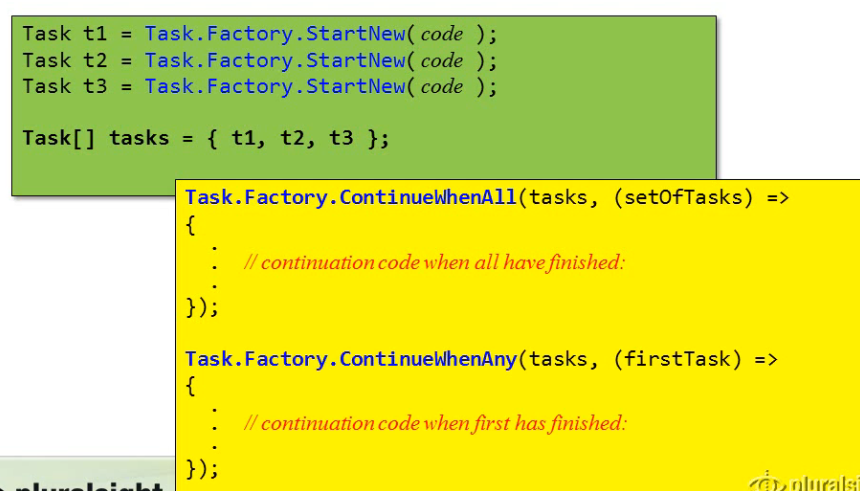 Task t1 = Task.Factory.StartNew( code );
Task t2 = Task.Factory.StartNew( code );
Task t3 = Task.Factory.StartNew( code );
Task[] tasks = { t1, t2, t3 };
Task.Factory.ContinueWhenAll(tasks, (setOfTasks) =>
{
.
. // continuation code when all have finished:
.
});
Task.Factory.ContinueWhenAny(tasks, (firstTask) =>
{
.
. // continuation code when first has finished:
.
});